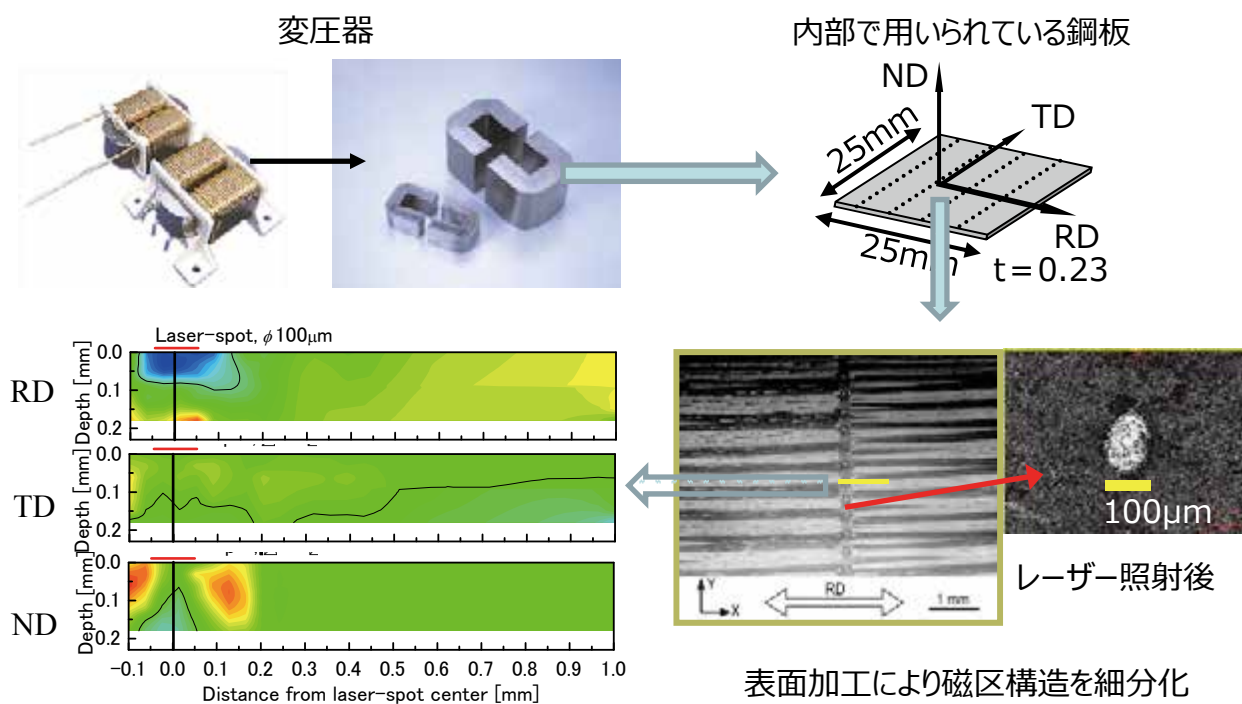 変圧器
内部で用いられている鋼板
ND
TD
25mm
25mm
RD
t＝0.23
Laser-spot, φ100μm
RD
Depth [mm]
0.0
0.1
0.2
TD
Depth [mm]
0.0
0.1
0.2
ND
Depth [mm]
0.0
0.1
0.2
-0.1 0.0 0.1 0.2 0.3 0.4 0.5 0.6 0.7 0.8 0.9 1.0
Distance from laser-spot center [mm]
Y
X
RD
1 mm
100μm
レーザー照射後
表面加工により磁区構造を細分化